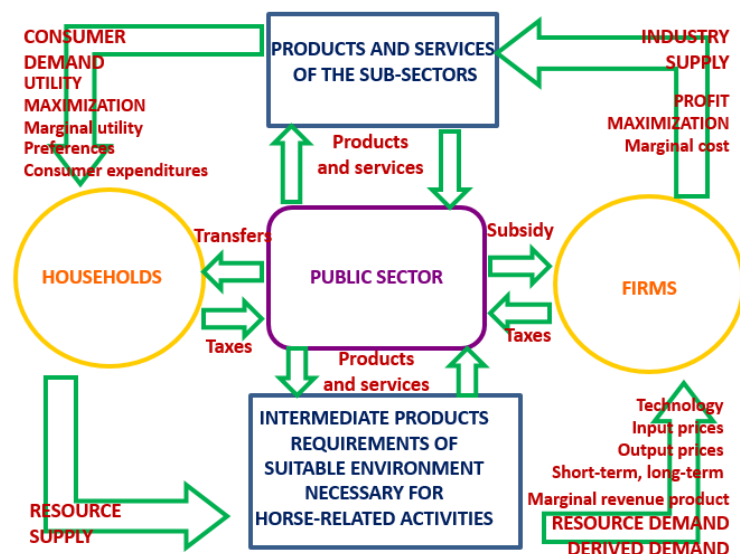 CONSUMER
DEMAND
UTILITY
MAXIMIZATION
Marginal utility
Preferences
Consumer expenditures
PRODUCTS AND SERVICES
OF THE SUB-SECTORS
INDUSTRY
SUPPLY
PROFIT
MAXIMIZATION
Marginal cost
Products
and services
HOUSEHOLDS
Transfers
Taxes
PUBLIC SECTOR
Subsidy
Taxes
FIRMS
Products
and services
INTERMEDIATE PRODUCTS
REQUIREMENTS OF
SUITABLE ENVIRONMENT
NECESSARY FOR
HORSE-RELATED ACTIVITIES
RESOURCE
SUPPLY
Technology
Input prices
Output prices
Short-term, long-term
Marginal revenue product
RESOURCE DEMAND
DERIVED DEMAND